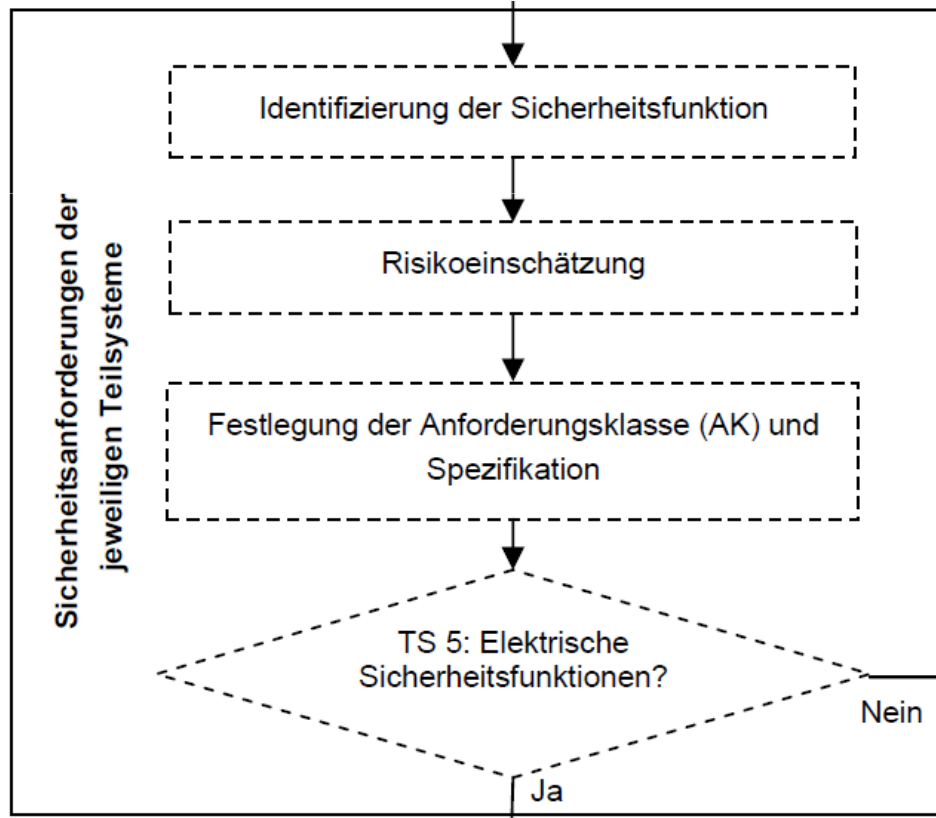 Sicherheitsanforderungen der
jeweiligen Teilsysteme
Identifizierung der Sicherheitsfunktion
Risikoeinschätzung
Festlegung der Anforderungsklasse (AK) und
Spezifikation
TS 5: Elektrische
Sicherheitsfunktionen?
Nein
Ja